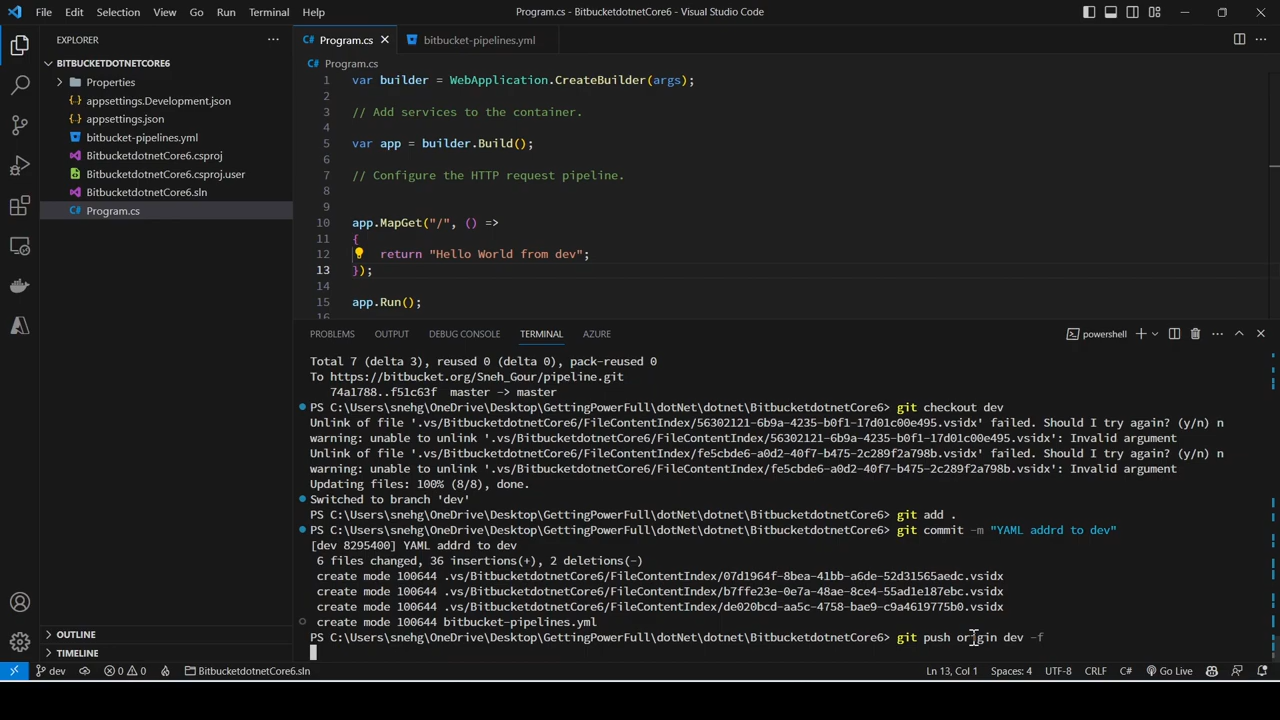 File Edit Selection View Go Run Terminal Help
Program.cs - BitbucketdotnetCore6 - Visual Studio Code
EXPLORER
BITBUCKETDOTNETCORE6
Properties
appsettings.Development.json
appsettings.json
bitbucket-pipelines.yml
BitbucketdotnetCore6.csproj
BitbucketdotnetCore6.csproj.user
BitbucketdotnetCore6.sln
Program.cs
OUTLINE
TIMELINE
Program.cs bitbucket-pipelines.yml
Program.cs
1 var builder = WebApplication.CreateBuilder(args);
2
3 // Add services to the container.
4
5 var app = builder.Build();
6
7 // Configure the HTTP request pipeline.
8
9
10 app.MapGet("/", () =>
11 {
12 return "Hello World from dev";
13 });
14
15 app.Run();
16
PROBLEMS OUTPUT DEBUG CONSOLE TERMINAL AZURE
powershell
Total 7 (delta 3), reused 0 (delta 0), pack-reused 0
To https://bitbucket.org/Sneh_Gour/pipeline.git
74a1788..f51c63f master -> master
PS C:\Users\snehg\OneDrive\Desktop\GettingPowerFull\dotNet\dotnet\BitbucketdotnetCore6> git checkout dev
Unlink of file '.vs/BitbucketdotnetCore6/FileContentIndex/56302121-6b9a-4235-b0f1-17d01c00e495.vsidx' failed. Should I try again? (y/n) n
warning: unable to unlink '.vs/BitbucketdotnetCore6/FileContentIndex/56302121-6b9a-4235-b0f1-17d01c00e495.vsidx': Invalid argument
Unlink of file '.vs/BitbucketdotnetCore6/FileContentIndex/fe5cbde6-a0d2-40f7-b475-2c289f2a798b.vsidx' failed. Should I try again? (y/n) n
warning: unable to unlink '.vs/BitbucketdotnetCore6/FileContentIndex/fe5cbde6-a0d2-40f7-b475-2c289f2a798b.vsidx': Invalid argument
Updating files: 100% (8/8), done.
Switched to branch 'dev'
PS C:\Users\snehg\OneDrive\Desktop\GettingPowerFull\dotNet\dotnet\BitbucketdotnetCore6> git add .
PS C:\Users\snehg\OneDrive\Desktop\GettingPowerFull\dotNet\dotnet\BitbucketdotnetCore6> git commit -m "YAML addrd to dev"
[dev 8295400] YAML addrd to dev
6 files changed, 36 insertions(+), 2 deletions(-)
create mode 100644 .vs/BitbucketdotnetCore6/FileContentIndex/07d1964f-8bea-41bb-a6de-52d31565aedc.vsidx
create mode 100644 .vs/BitbucketdotnetCore6/FileContentIndex/b7ffe23e-0e7a-48ae-8ce4-55ad1e187ebc.vsidx
create mode 100644 .vs/BitbucketdotnetCore6/FileContentIndex/de020bcd-aa5c-4758-bae9-c9a4619775b0.vsidx
create mode 100644 bitbucket-pipelines.yml
PS C:\Users\snehg\OneDrive\Desktop\GettingPowerFull\dotNet\dotnet\BitbucketdotnetCore6> git push origin dev -f
dev 0 0 BitbucketdotnetCore6.sln Ln 13, Col 1 Spaces: 4 UTF-8 CRLF C# Go Live